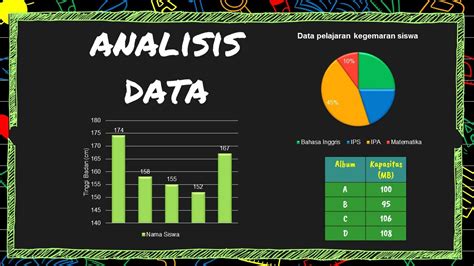 ANALISIS
DATA
Data pelajaran kegemaran siswa
10%
45%
Bahasa Inggris IPS IPA Matematika
180
175
170
165
160
155
150
145
140
Tinggi Badan (cm)
174
158
155
152
167
Nama Siswa
Album Kapasitas
(MB)
A 100
B 95
C 106
D 108